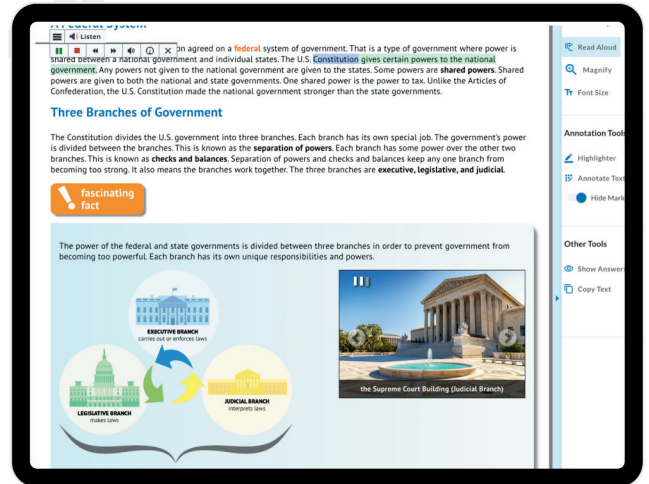 A Federal System
Listen
on agreed on a federal system of government. That is a type of government where power is
shared between a national government and individual states. The U.S. Constitution gives certain powers to the national
government. Any powers not given to the national government are given to the states. Some powers are shared powers. Shared
powers are given to both the national and state governments. One shared power is the power to tax. Unlike the Articles of
Confederation, the U.S. Constitution made the national government stronger than the state governments.
Three Branches of Government
The Constitution divides the U.S. government into three branches. Each branch has its own special job. The government's power
is divided between the branches. This is known as the separation of powers. Each branch has some power over the other two
branches. This is known as checks and balances. Separation of powers and checks and balances keep any one branch from
becoming too strong. It also means the branches work together. The three branches are executive, legislative, and judicial.
fascinating
fact
The power of the federal and state governments is divided between three branches in order to prevent government from
becoming too powerful. Each branch has its own unique responsibilities and powers.
EXECUTIVE BRANCH
carries out or enforces laws
LEGISLATIVE BRANCH
makes laws
JUDICIAL BRANCH
interprets laws
the Supreme Court Building (Judicial Branch)
Read Aloud
Magnify
Tr Font Size
Annotation Tools
Highlighter
Annotate Text
Hide Mark
Other Tools
Show Answer
Copy Text